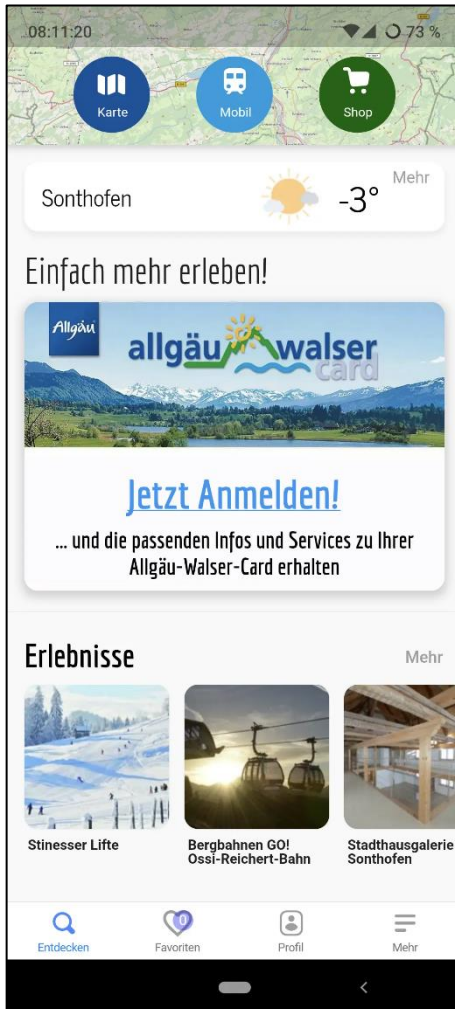 08:11:20
73 %
Karte
Mobil
Shop
Sonthofen
-3°
Mehr
Einfach mehr erleben!
Allgäu
allgäu walser
card
Jetzt Anmelden!
... und die passenden Infos und Services zu Ihrer
Allgäu-Walser-Card erhalten
Erlebnisse
Mehr
Stinesser Lifte
Bergbahnen GO!
Ossi-Reichert-Bahn
Stadthausgalerie
Sonthofen
0
Entdecken
Favoriten
Profil
Mehr